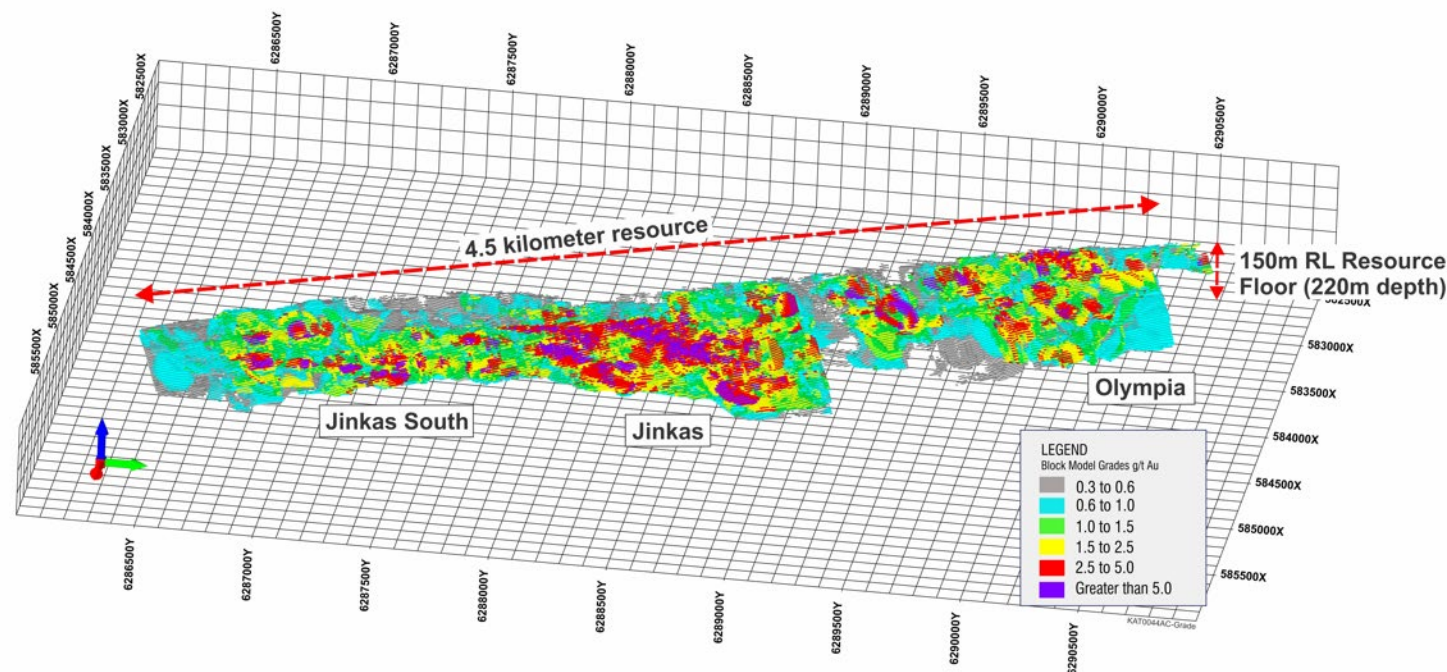 6286500Y
6287000Y
6287500Y
6288000Y
6288500Y
6289000Y
6289500Y
6290000Y
6290500Y
582500X
583000X
583500X
584000X
584500X
585000X
585500X
4.5 kilometer resource
150m RL Resource
Floor (220m depth)
582500X
583000X
583500X
584000X
584500X
585000X
585500X
Olympia
Jinkas South
Jinkas
LEGEND
Block Model Grades g/t Au
0.3 to 0.6
0.6 to 1.0
1.0 to 1.5
1.5 to 2.5
2.5 to 5.0
Greater than 5.0
KAT0044AC-Grade
6286500Y
6287000Y
6287500Y
6288000Y
6288500Y
6289000Y
6289500Y
6290000Y
6290500Y